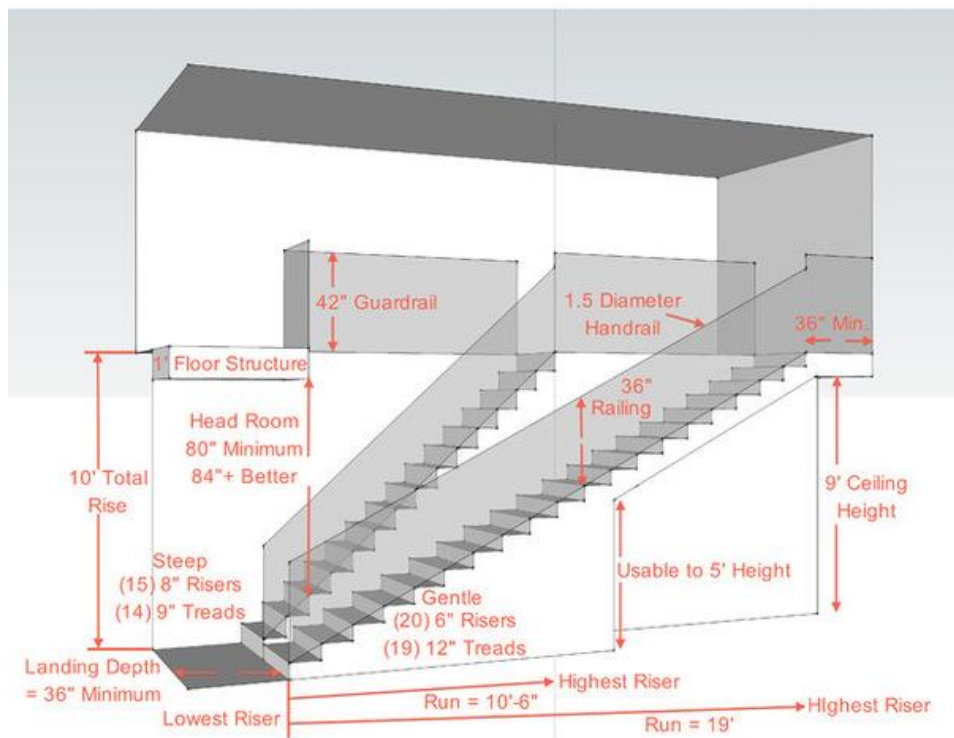 42" Guardrail
1.5 Diameter
Handrail
36" Min.
1' Floor Structure
36"
Railing
Head Room
80" Minimum
84"+ Better
10' Total
Rise
9' Ceiling
Height
Steep
(15) 8" Risers
(14) 9" Treads
Usable to 5' Height
Gentle
(20) 6" Risers
(19) 12" Treads
Landing Depth
= 36" Minimum
Highest Riser
Run = 10'-6"
Lowest Riser
HIghest Riser
Run = 19'